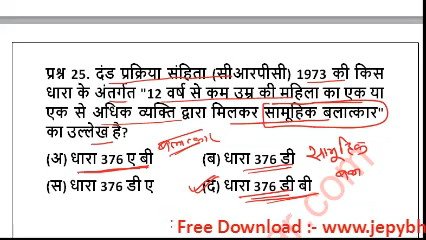 प्रश्न 25. दंड प्रक्रिया संहिता (सीआरपीसी) 1973 की किस
धारा के अंतर्गत "12 वर्ष से कम उम्र की महिला का एक या
एक से अधिक व्यक्ति द्वारा मिलकर सामूहिक बलात्कार"
का उल्लेख है?
बलात्कार
(अ) धारा 376 ए बी (ब) धारा 376 डी
सामूहिक
(स) धारा 376 डी ए (द) धारा 376 डी बी
Free Download :- www.jepybh